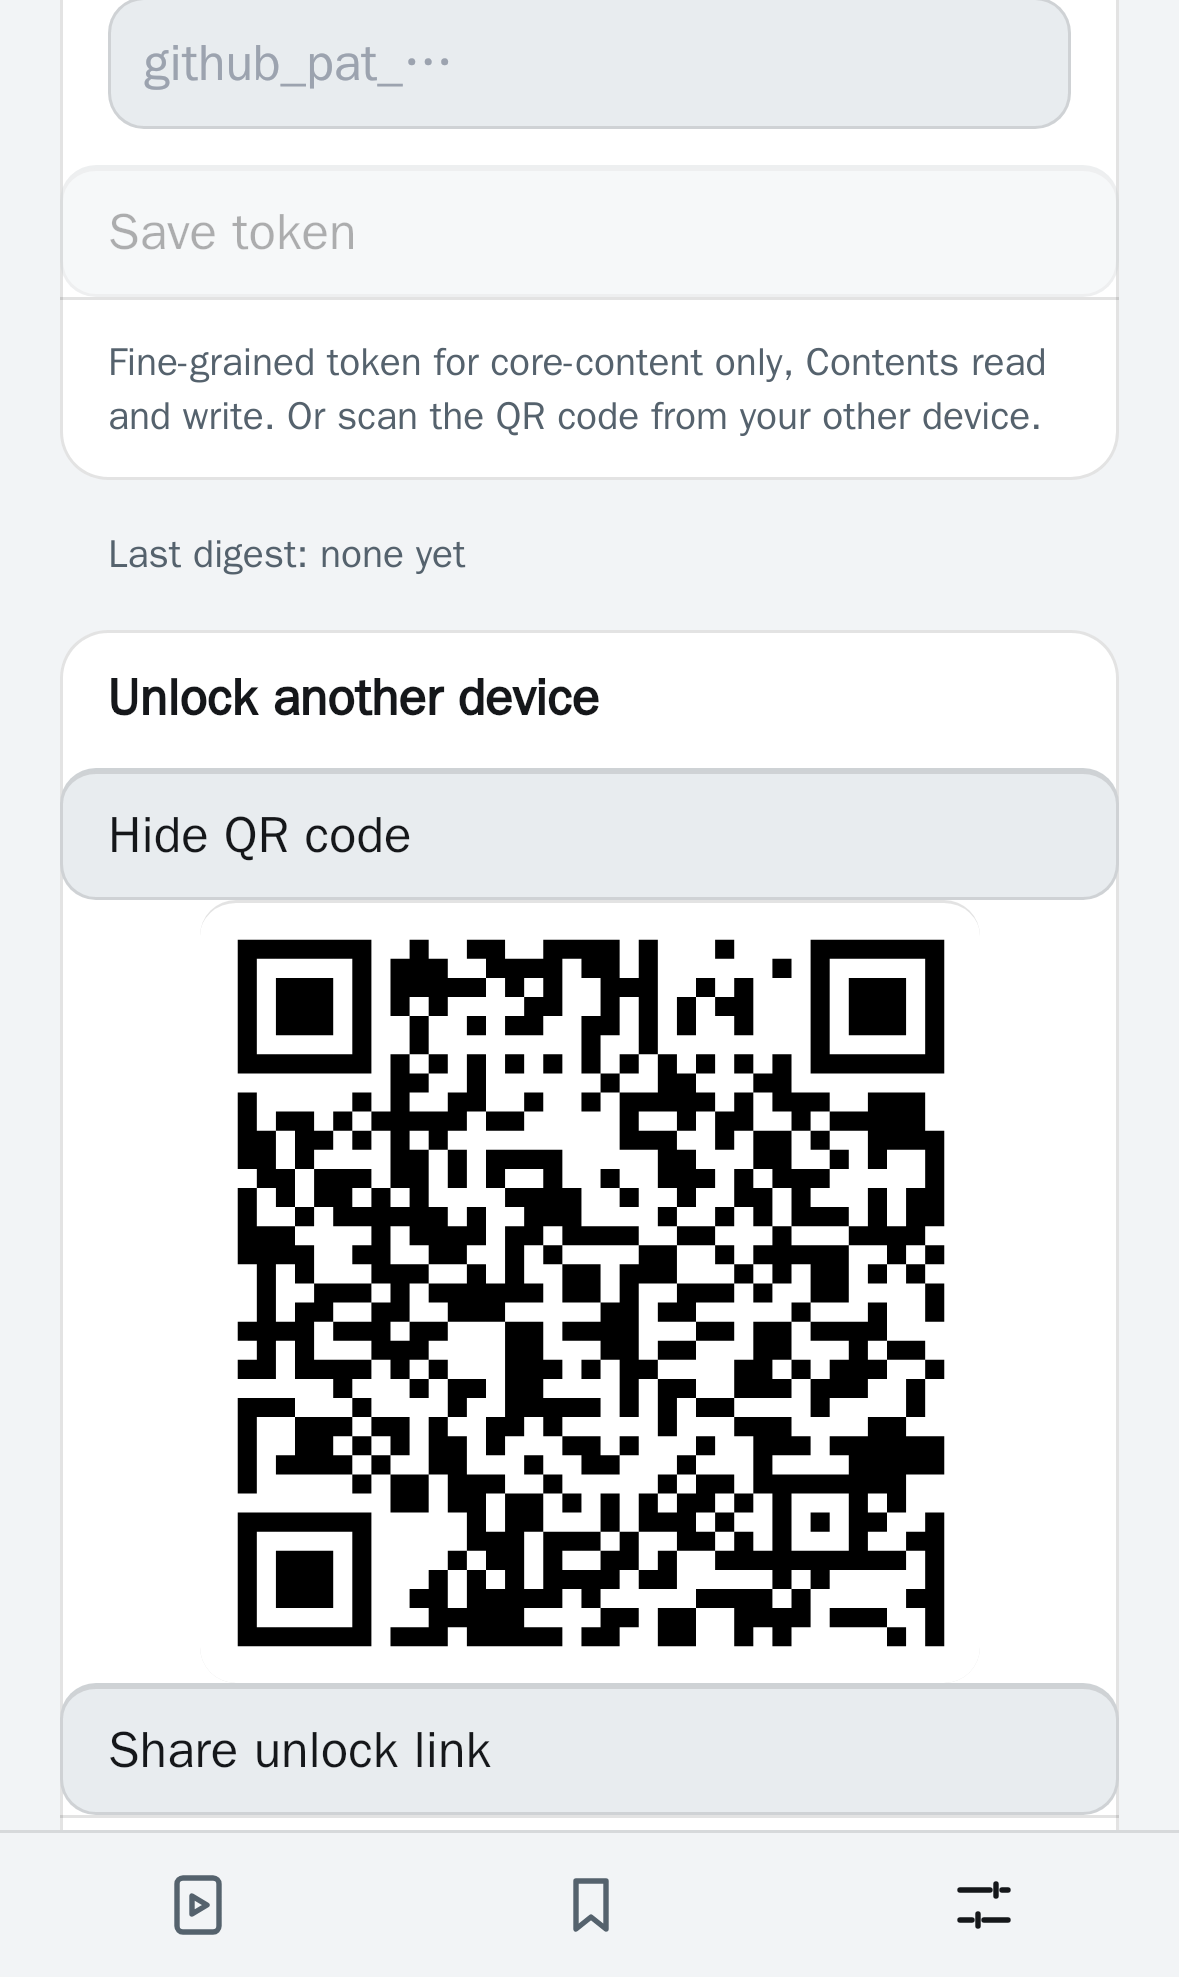 github_pat_…
Save token
Fine-grained token for core-content only, Contents read
and write. Or scan the QR code from your other device.
Last digest: none yet
Unlock another device
Hide QR code
Share unlock link